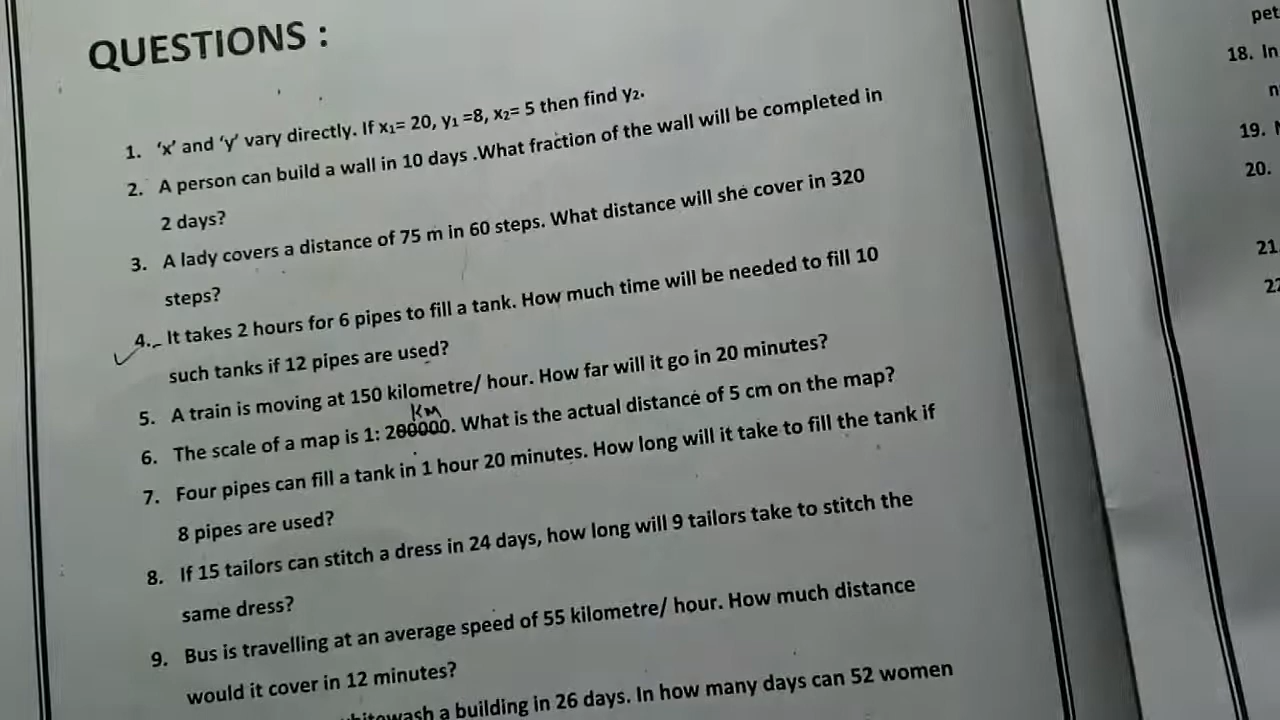 QUESTIONS :
1. 'x' and 'y' vary directly. If x₁= 20, y₁ =8, x₂= 5 then find y₂.
2. A person can build a wall in 10 days .What fraction of the wall will be completed in
2 days?
3. A lady covers a distance of 75 m in 60 steps. What distance will she cover in 320
steps?
4. It takes 2 hours for 6 pipes to fill a tank. How much time will be needed to fill 10
such tanks if 12 pipes are used?
5. A train is moving at 150 kilometre/ hour. How far will it go in 20 minutes?
KM
6. The scale of a map is 1: 200000. What is the actual distance of 5 cm on the map?
7. Four pipes can fill a tank in 1 hour 20 minutes. How long will it take to fill the tank if
8 pipes are used?
8. If 15 tailors can stitch a dress in 24 days, how long will 9 tailors take to stitch the
same dress?
9. Bus is travelling at an average speed of 55 kilometre/ hour. How much distance
would it cover in 12 minutes?
a building in 26 days. In how many days can 52 women
pet
18. In
19.
20.
21